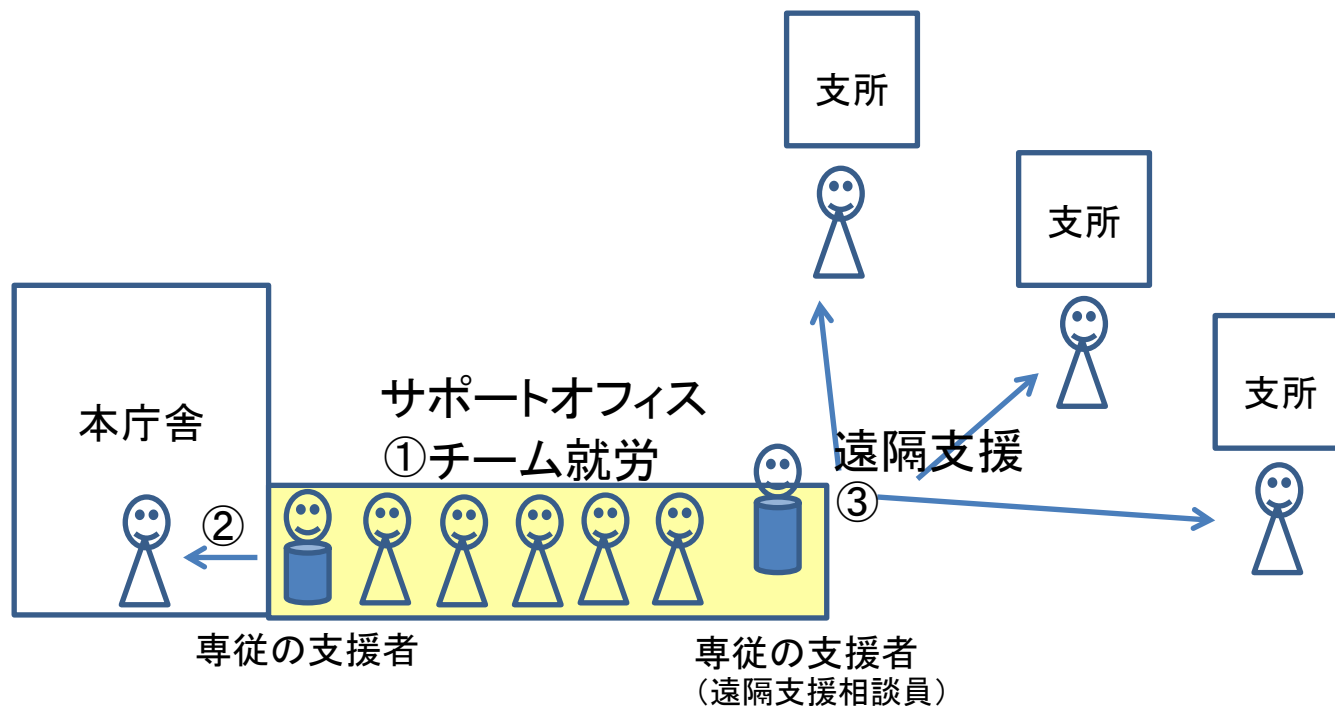 支所
支所
支所
本庁舎
サポートオフィス
①チーム就労
遠隔支援
②
③
専従の支援者
専従の支援者
（遠隔支援相談員）